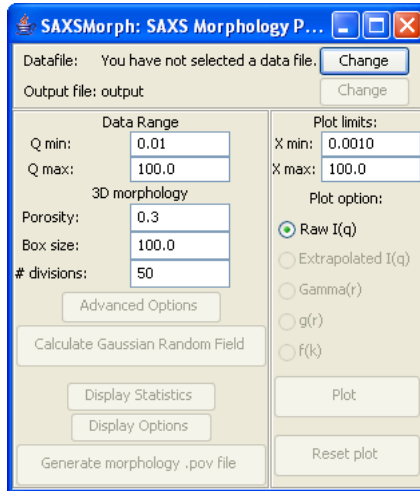 SAXSMorph: SAXS Morphology P...
Datafile: You have not selected a data file. Change
Output file: output Change
Data Range
Q min: 0.01
Q max: 100.0
3D morphology
Porosity: 0.3
Box size: 100.0
# divisions: 50
Advanced Options
Calculate Gaussian Random Field
Display Statistics
Display Options
Generate morphology .pov file
Plot limits:
X min: 0.0010
X max: 100.0
Plot option:
Raw I(q)
Extrapolated I(q)
Gamma(r)
g(r)
f(k)
Plot
Reset plot